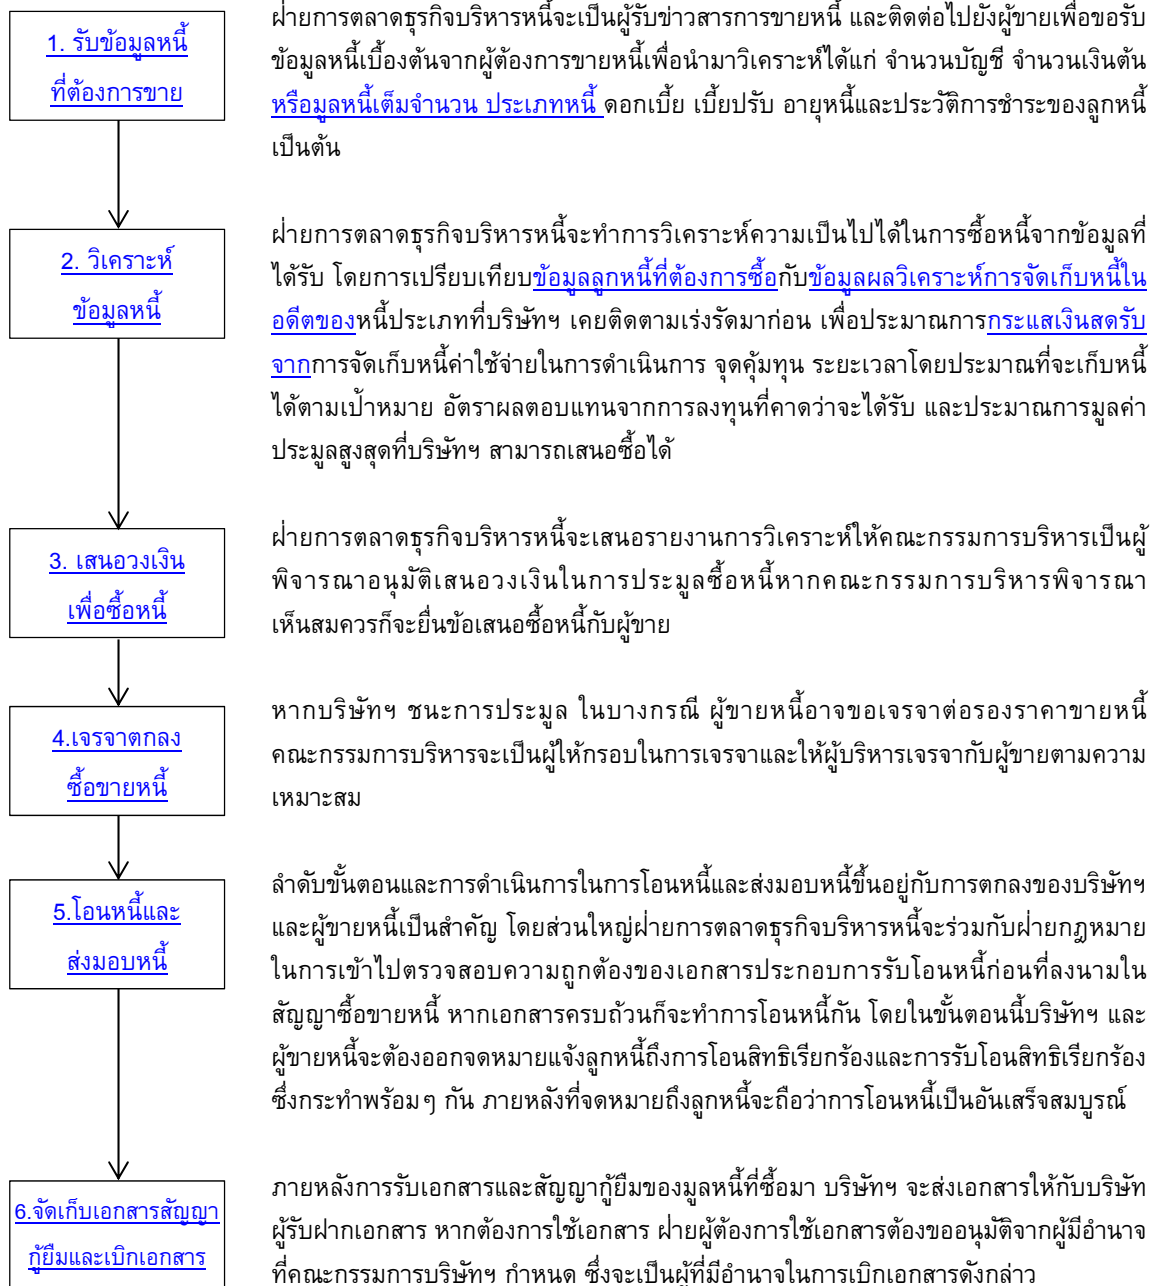 1. รับข้อมูลหนี้
ที่ต้องการขาย
ฝ่ายการตลาดธุรกิจบริหารหนี้จะเป็นผู้รับข่าวสารการขายหนี้ และติดต่อไปยังผู้ขายเพื่อขอรับ
ข้อมูลหนี้เบื้องต้นจากผู้ต้องการขายหนี้เพื่อนำมาวิเคราะห์ได้แก่ จำนวนบัญชี จำนวนเงินต้น
หรือมูลหนี้เต็มจำนวน ประเภทหนี้ ดอกเบี้ย เบี้ยปรับ อายุหนี้และประวัติการชำระของลูกหนี้
เป็นต้น
2. วิเคราะห์
ข้อมูลหนี้
ฝ่ายการตลาดธุรกิจบริหารหนี้จะทำการวิเคราะห์ความเป็นไปได้ในการซื้อหนี้จากข้อมูลที่
ได้รับ โดยการเปรียบเทียบข้อมูลลูกหนี้ที่ต้องการซื้อกับข้อมูลผลวิเคราะห์การจัดเก็บหนี้ใน
อดีตของหนี้ประเภทที่บริษัทฯ เคยติดตามเร่งรัดมาก่อน เพื่อประมาณการกระแสเงินสดรับ
จากการจัดเก็บหนี้ค่าใช้จ่ายในการดำเนินการ จุดคุ้มทุน ระยะเวลาโดยประมาณที่จะเก็บหนี้
ได้ตามเป้าหมาย อัตราผลตอบแทนจากการลงทุนที่คาดว่าจะได้รับ และประมาณการมูลค่า
ประมูลสูงสุดที่บริษัทฯ สามารถเสนอซื้อได้
3. เสนอวงเงิน
เพื่อซื้อหนี้
ฝ่ายการตลาดธุรกิจบริหารหนี้จะเสนอรายงานการวิเคราะห์ให้คณะกรรมการบริหารเป็นผู้
พิจารณาอนุมัติเสนอวงเงินในการประมูลซื้อหนี้หากคณะกรรมการบริหารพิจารณา
เห็นสมควรก็จะยื่นข้อเสนอซื้อหนี้กับผู้ขาย
4.เจรจาตกลง
ซื้อขายหนี้
หากบริษัทฯ ชนะการประมูล ในบางกรณี ผู้ขายหนี้อาจขอเจรจาต่อรองราคาขายหนี้
คณะกรรมการบริหารจะเป็นผู้ให้กรอบในการเจรจาและให้ผู้บริหารเจรจากับผู้ขายตามความ
เหมาะสม
5.โอนหนี้และ
ส่งมอบหนี้
ลำดับขั้นตอนและการดำเนินการในการโอนหนี้และส่งมอบหนี้ขึ้นอยู่กับการตกลงของบริษัทฯ
และผู้ขายหนี้เป็นสำคัญ โดยส่วนใหญ่ฝ่ายการตลาดธุรกิจบริหารหนี้จะร่วมกับฝ่ายกฎหมาย
ในการเข้าไปตรวจสอบความถูกต้องของเอกสารประกอบการรับโอนหนี้ก่อนที่ลงนามใน
สัญญาซื้อขายหนี้ หากเอกสารครบถ้วนก็จะทำการโอนหนี้กัน โดยในขั้นตอนนี้บริษัทฯ และ
ผู้ขายหนี้จะต้องออกจดหมายแจ้งลูกหนี้ถึงการโอนสิทธิเรียกร้องและการรับโอนสิทธิเรียกร้อง
ซึ่งกระทำพร้อมๆ กัน ภายหลังที่จดหมายถึงลูกหนี้จะถือว่าการโอนหนี้เป็นอันเสร็จสมบูรณ์
6.จัดเก็บเอกสารสัญญา
กู้ยืมและเบิกเอกสาร
ภายหลังการรับเอกสารและสัญญากู้ยืมของมูลหนี้ที่ซื้อมา บริษัทฯ จะส่งเอกสารให้กับบริษัท
ผู้รับฝากเอกสาร หากต้องการใช้เอกสาร ฝ่ายผู้ต้องการใช้เอกสารต้องขออนุมัติจากผู้มีอำนาจ
ที่คณะกรรมการบริษัทฯ กำหนด ซึ่งจะเป็นผู้ที่มีอำนาจในการเบิกเอกสารดังกล่าว